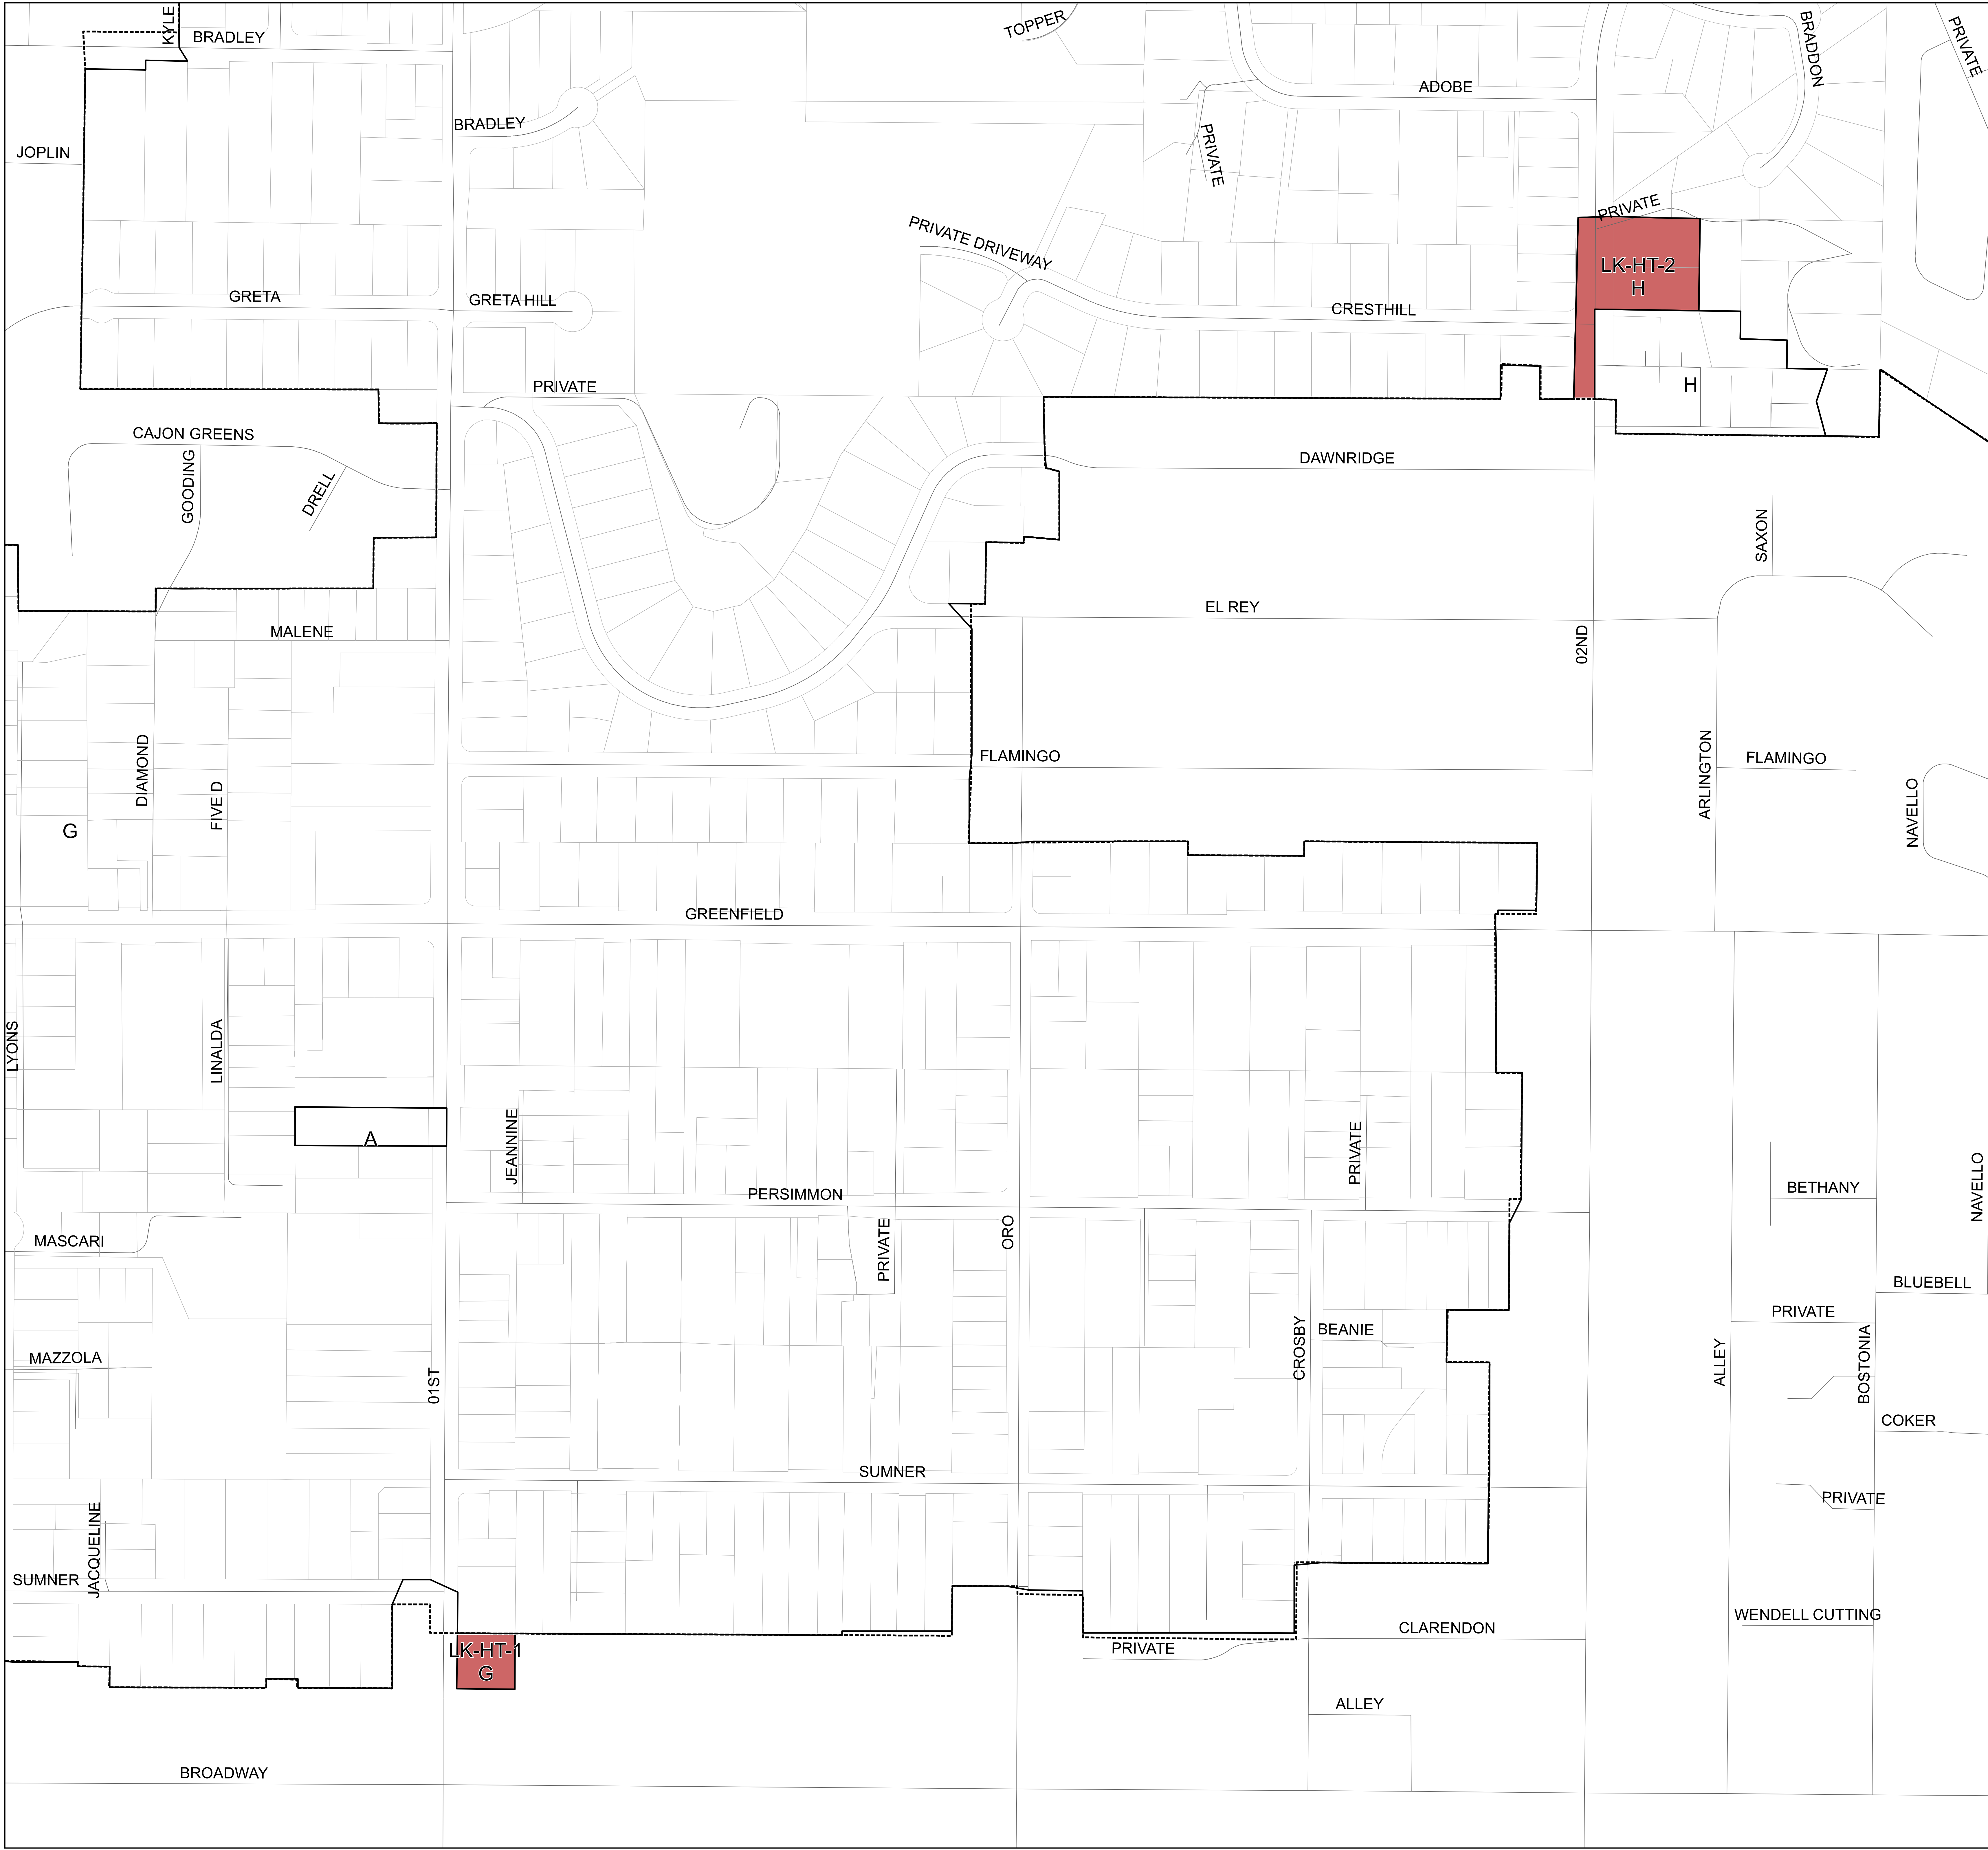 KYLE
BRADLEY
TOPPER
BRADDON
PRIVATE
ADOBE
BRADLEY
JOPLIN
PRIVATE
PRIVATE
PRIVATE DRIVEWAY
LK-HT-2
H
GRETA
GRETA HILL
CRESTHILL
PRIVATE
H
CAJON GREENS
GOODING
DRELL
DAWNRIDGE
SAXON
EL REY
MALENE
02ND
DIAMOND
FIVE D
FLAMINGO
ARLINGTON
FLAMINGO
NAVELLO
G
GREENFIELD
LYONS
LINALDA
A
JEANNINE
PRIVATE
BETHANY
NAVELLO
PERSIMMON
MASCARI
PRIVATE
ORO
BLUEBELL
PRIVATE
MAZZOLA
01ST
CROSBY
BEANIE
ALLEY
BOSTONIA
COKER
SUMNER
PRIVATE
JACQUELINE
SUMNER
WENDELL CUTTING
CLARENDON
PRIVATE
LK-HT-1
G
ALLEY
BROADWAY